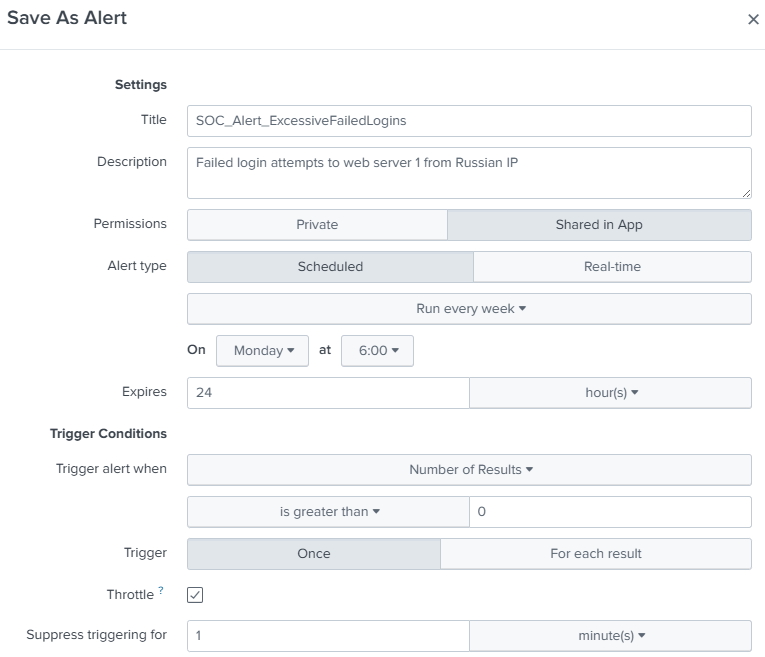 Save As Alert ×
Settings
Title SOC_Alert_ExcessiveFailedLogins
Description Failed login attempts to web server 1 from Russian IP
Permissions Private Shared in App
Alert type Scheduled Real-time
Run every week
On Monday at 6:00
Expires 24 hour(s)
Trigger Conditions
Trigger alert when Number of Results
is greater than 0
Trigger Once For each result
Throttle ?
Suppress triggering for 1 minute(s)